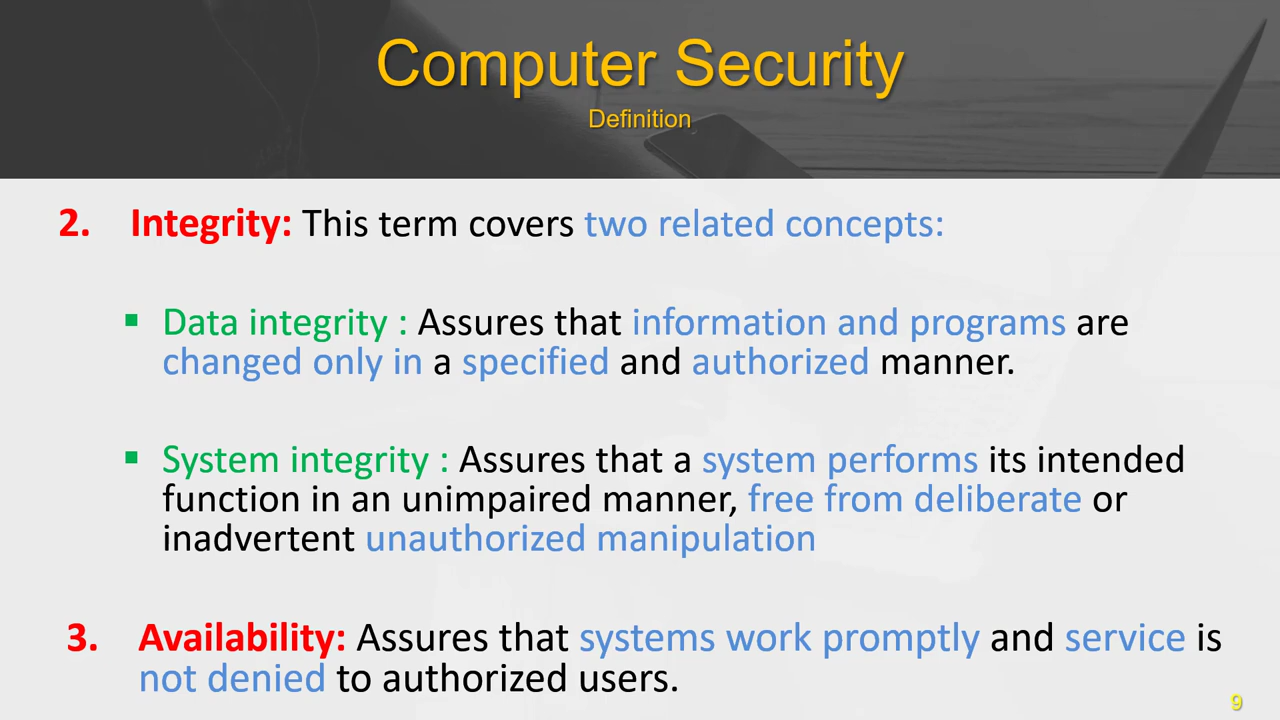 Computer Security
Definition
2. Integrity: This term covers two related concepts:
▪ Data integrity : Assures that information and programs are
changed only in a specified and authorized manner.
▪ System integrity : Assures that a system performs its intended
function in an unimpaired manner, free from deliberate or
inadvertent unauthorized manipulation
3. Availability: Assures that systems work promptly and service is
not denied to authorized users.
9